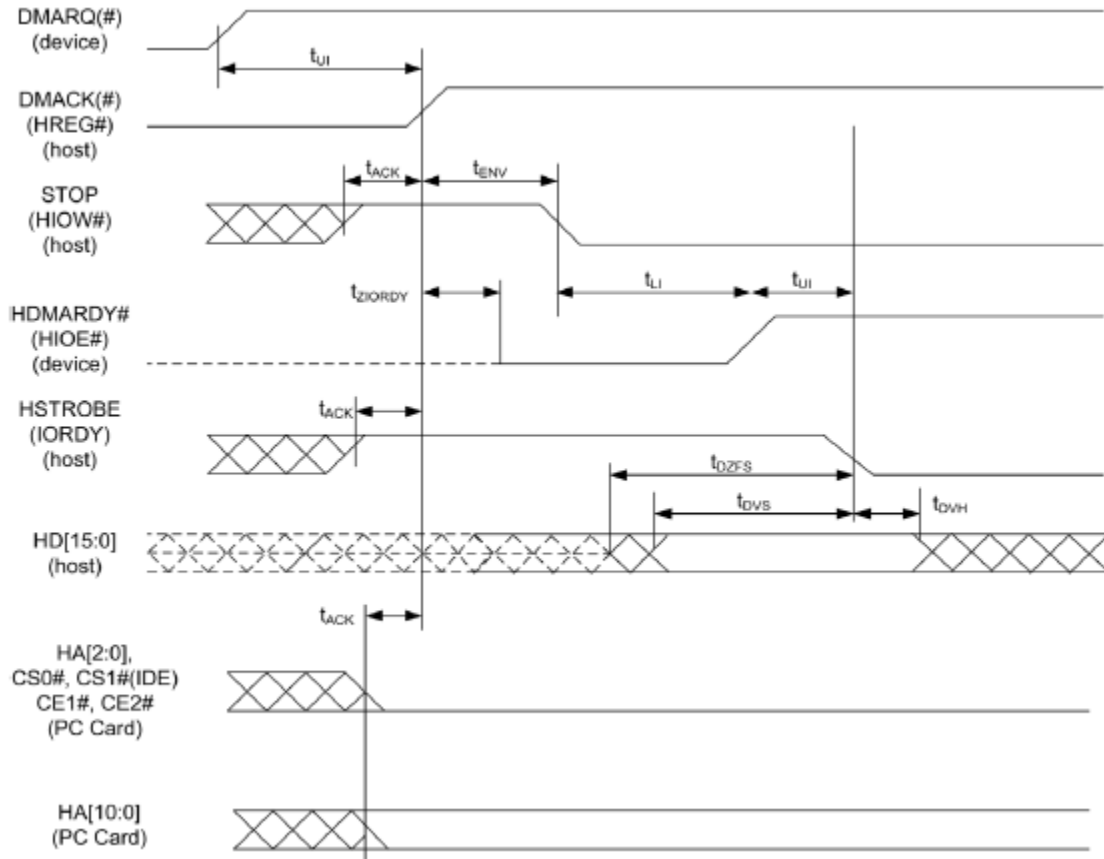 DMARQ(#)
(device)
tUI
DMACK(#)
(HREG#)
(host)
tACK
tENV
STOP
(HIOW#)
(host)
tZIORDY
tLI
tUI
HDMARDY#
(HIOE#)
(device)
HSTROBE
(IORDY)
(host)
tACK
tDZFS
tDVS
tDVH
HD[15:0]
(host)
tACK
HA[2:0],
CS0#, CS1#(IDE)
CE1#, CE2#
(PC Card)
HA[10:0]
(PC Card)